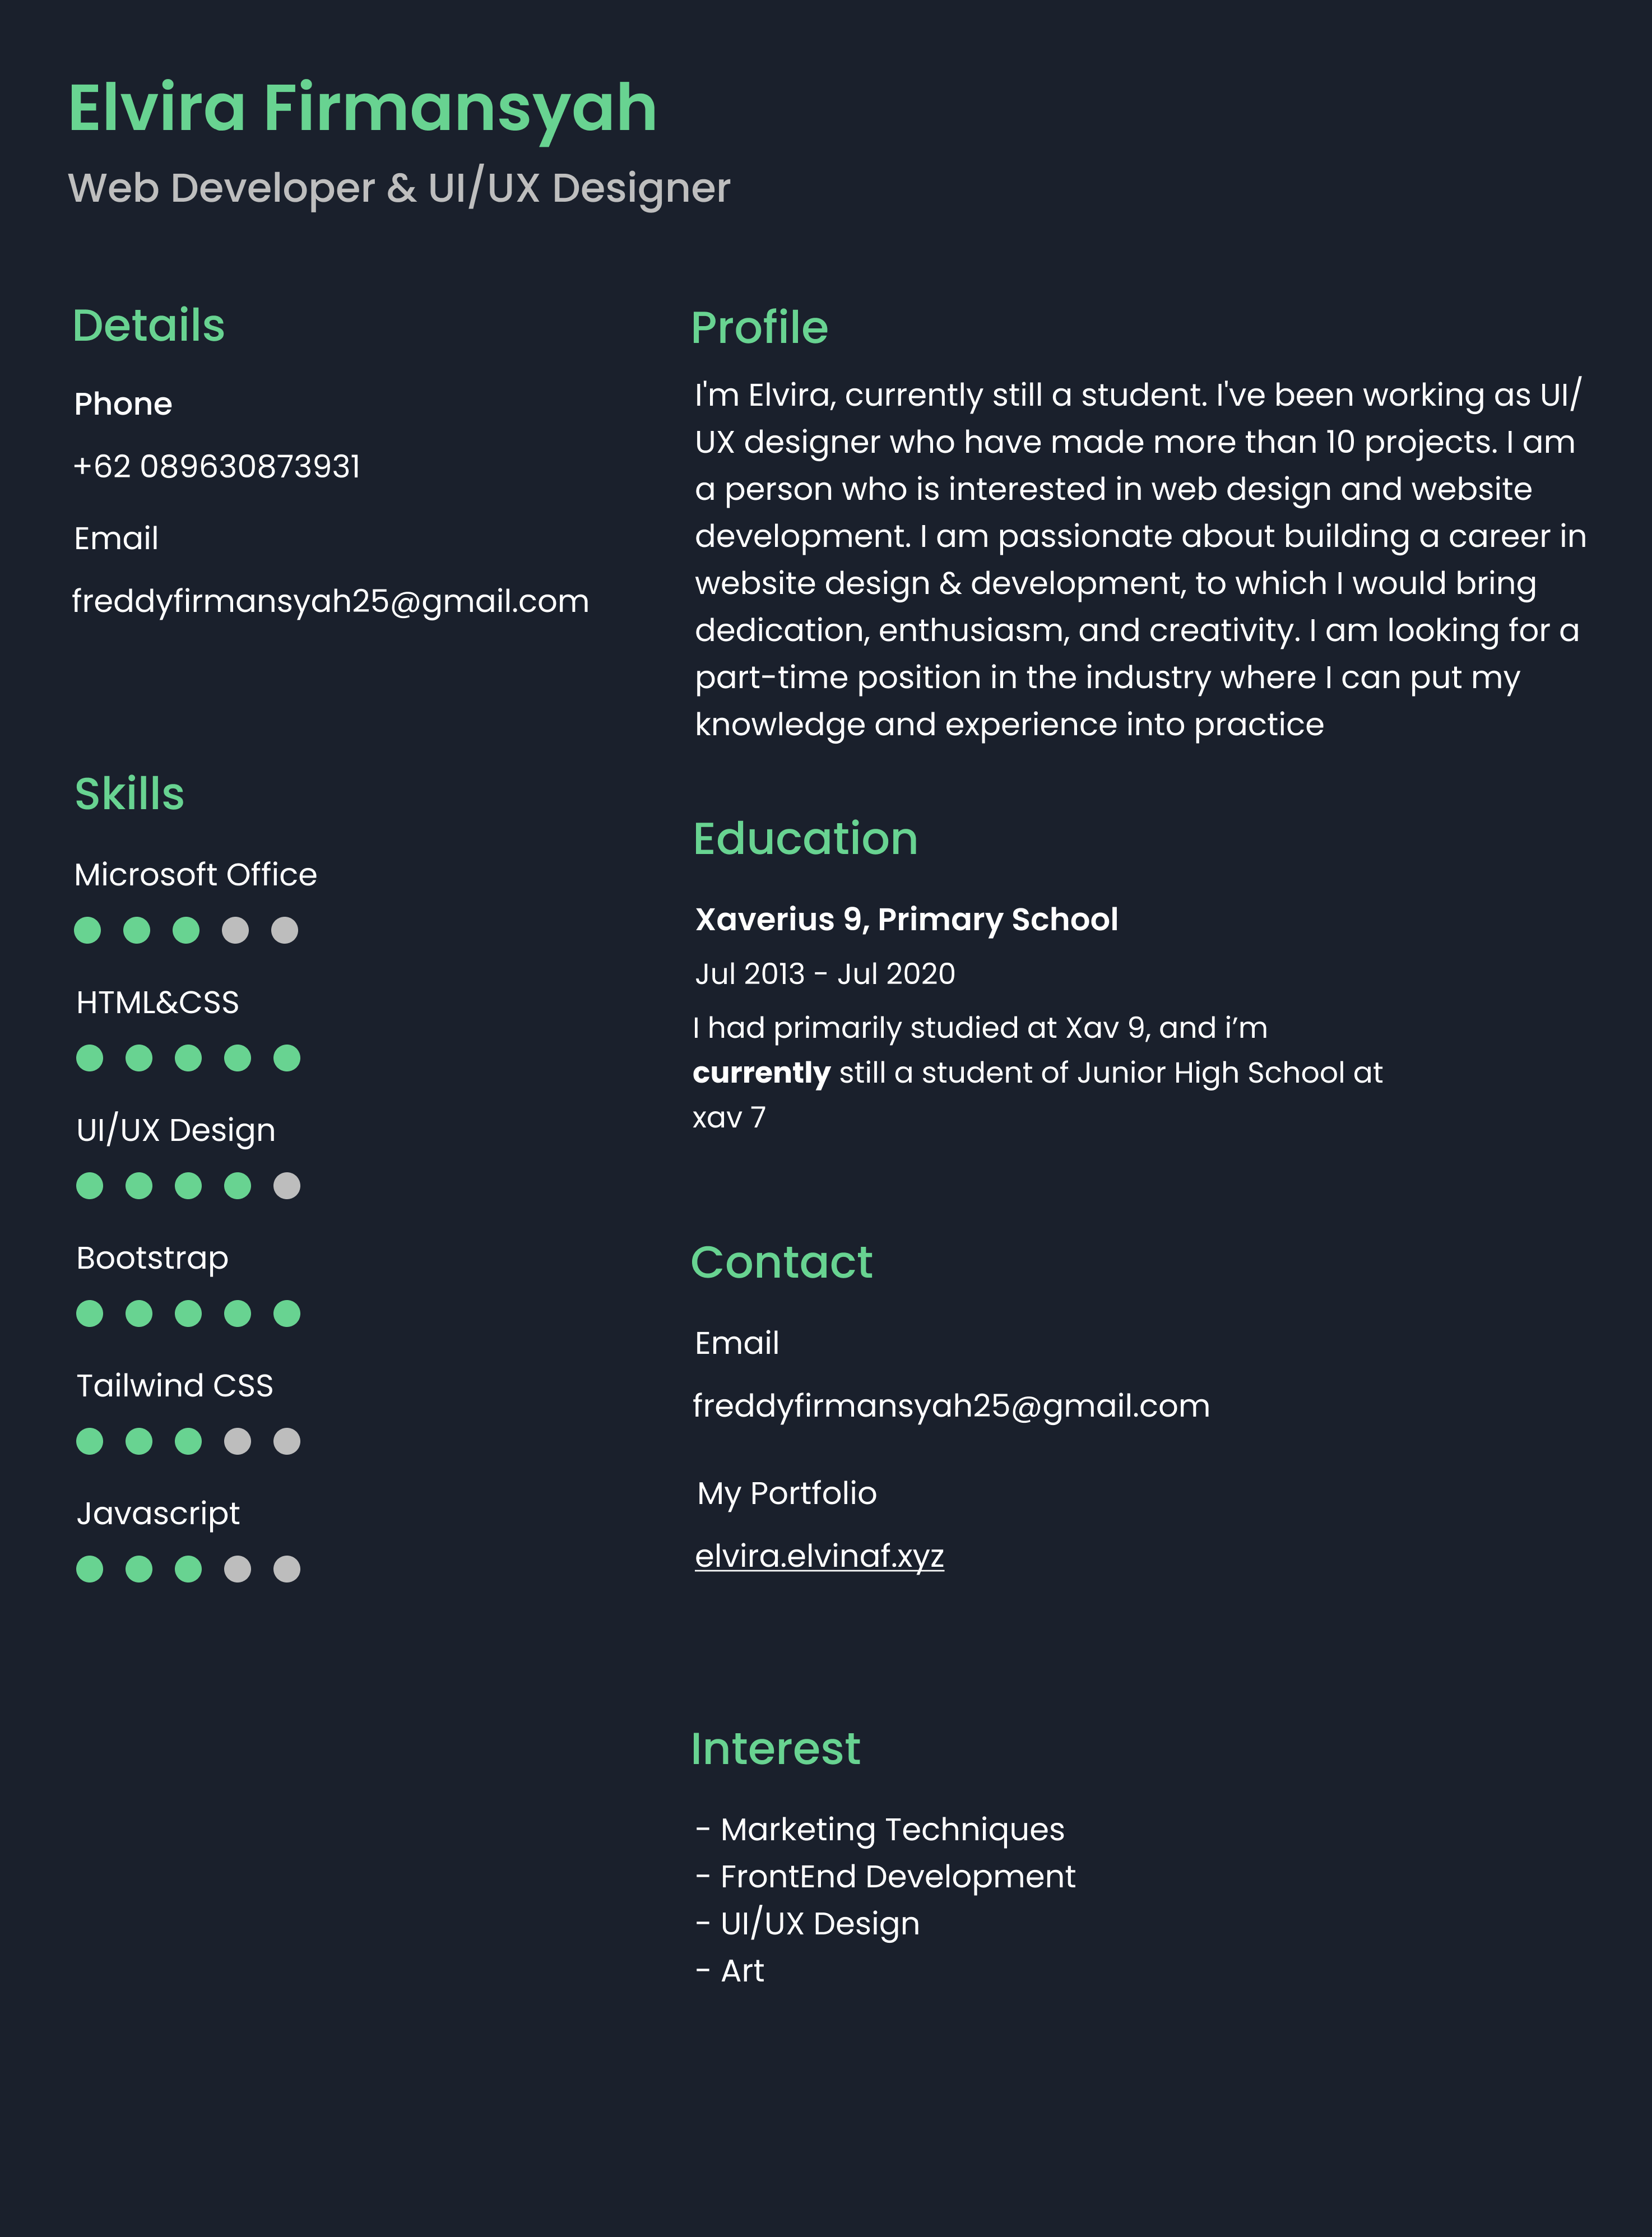 Elvira Firmansyah
Web Developer & UI/UX Designer
Details
Phone
+62 089630873931
Email
freddyfirmansyah25@gmail.com
Skills
Microsoft Office
HTML&CSS
UI/UX Design
Bootstrap
Tailwind CSS
Javascript
Profile
I'm Elvira, currently still a student. I've been working as UI/
UX designer who have made more than 10 projects. I am
a person who is interested in web design and website
development. I am passionate about building a career in
website design & development, to which I would bring
dedication, enthusiasm, and creativity. I am looking for a
part-time position in the industry where I can put my
knowledge and experience into practice
Education
Xaverius 9, Primary School
Jul 2013 - Jul 2020
I had primarily studied at Xav 9, and i’m
currently still a student of Junior High School at
xav 7
Contact
Email
freddyfirmansyah25@gmail.com
My Portfolio
elvira.elvinaf.xyz
Interest
- Marketing Techniques
- FrontEnd Development
- UI/UX Design
- Art